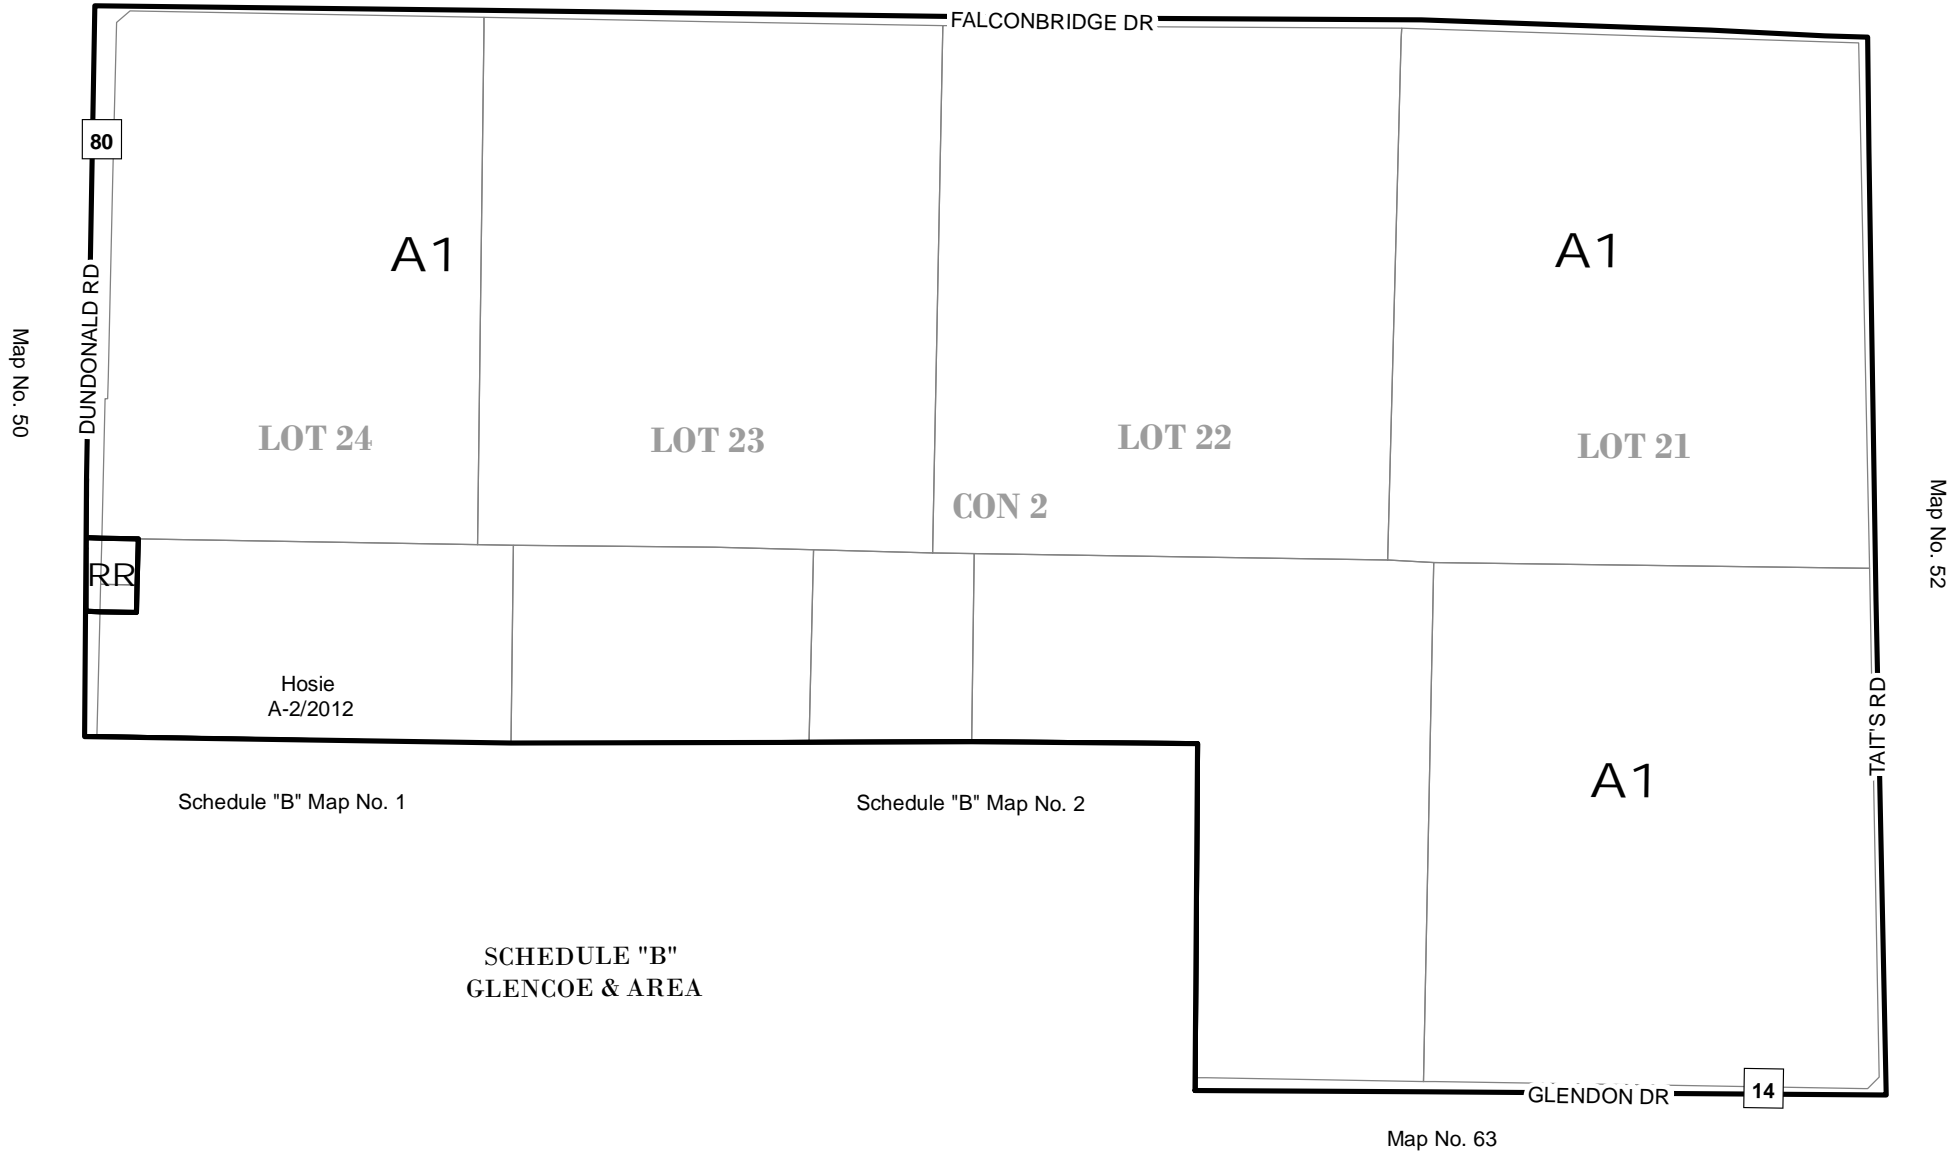 FALCONBRIDGE DR
80
A1
A1
DUNDONALD RD
Map No. 50
LOT 24
LOT 23
LOT 22
LOT 21
CON 2
Map No. 52
RR
Hosie
A-2/2012
TAIT'S RD
A1
Schedule "B" Map No. 1
Schedule "B" Map No. 2
SCHEDULE "B"
GLENCOE & AREA
GLENDON DR
14
Map No. 63